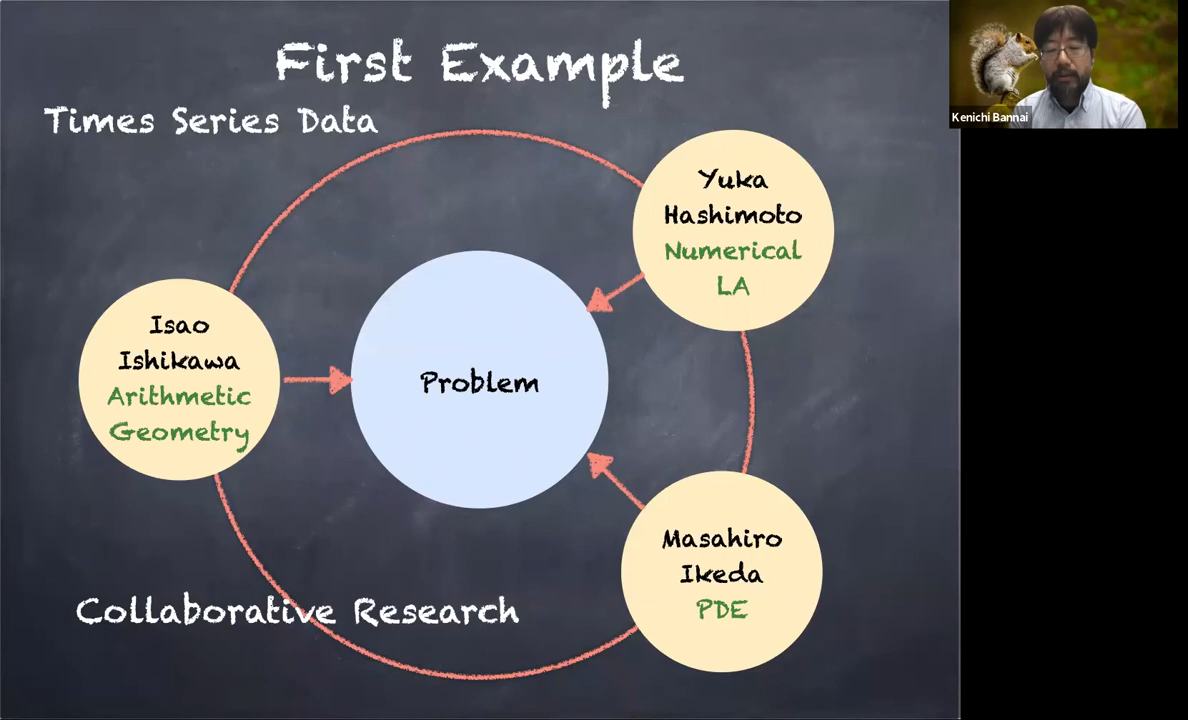 First Example
Times Series Data
Yuka
Hashimoto
Numerical
LA
Isao
Ishikawa
Arithmetic
Geometry
Problem
Masahiro
Ikeda
PDE
Collaborative Research
Kenichi Bannai